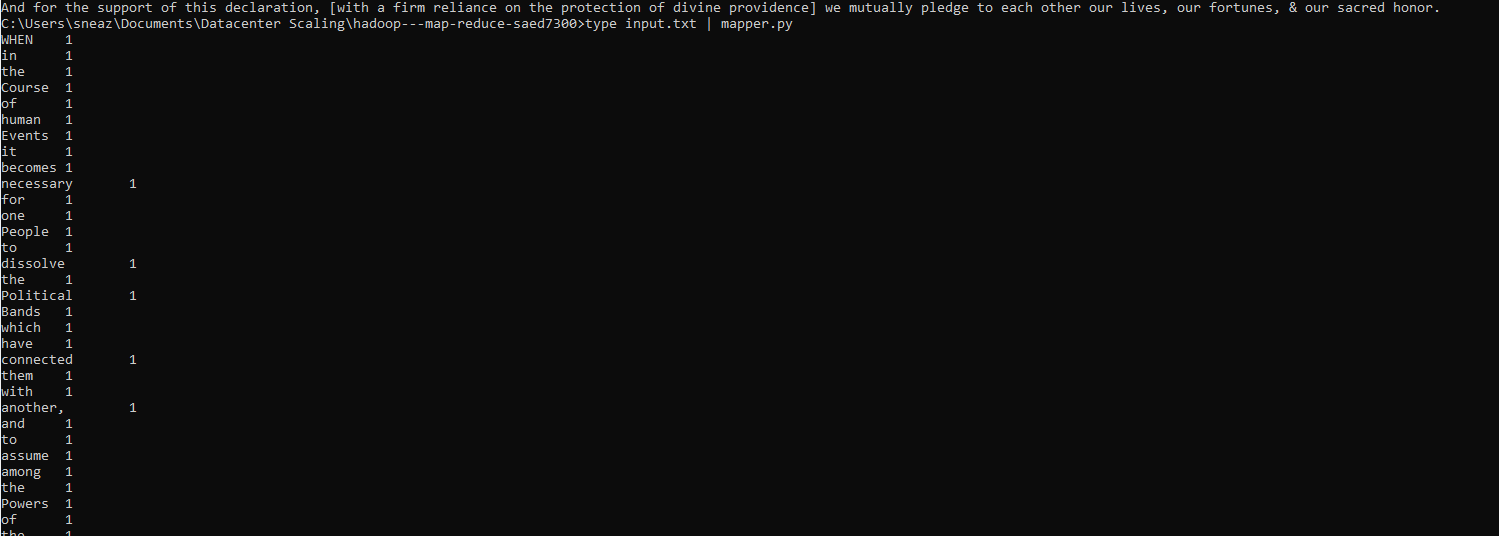 And for the support of this declaration, [with a firm reliance on the protection of divine providence] we mutually pledge to each other our lives, our fortunes, & our sacred honor.
C:\Users\sneaz\Documents\Datacenter Scaling\hadoop---map-reduce-saed7300>type input.txt | mapper.py
WHEN 1
in 1
the 1
Course 1
of 1
human 1
Events 1
it 1
becomes 1
necessary 1
for 1
one 1
People 1
to 1
dissolve 1
the 1
Political 1
Bands 1
which 1
have 1
connected 1
them 1
with 1
another, 1
and 1
to 1
assume 1
among 1
the 1
Powers 1
of 1
the 1